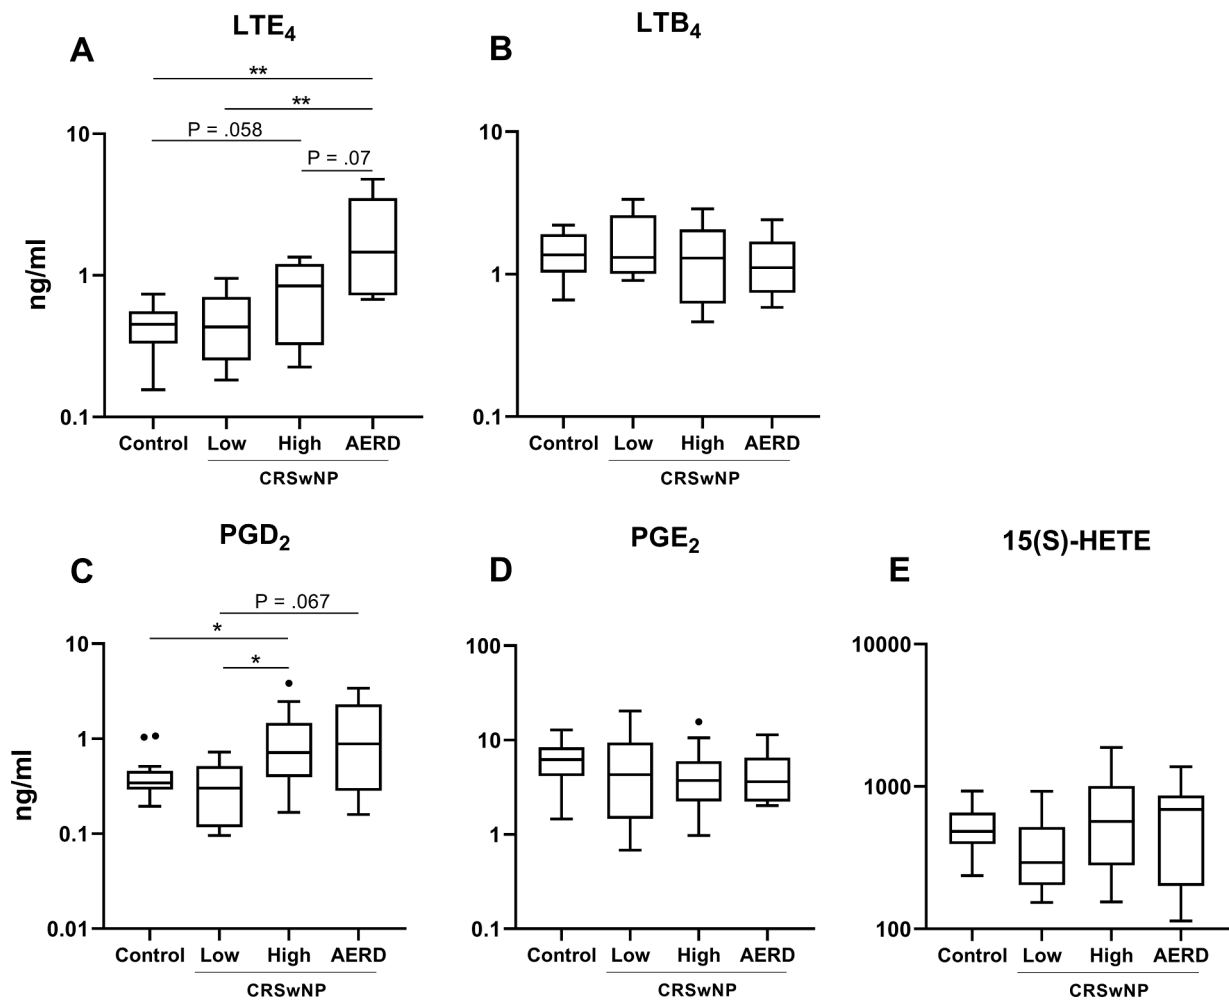 A
LTE4
**
**
P = .058
P = .07
10
1
0.1
ng/ml
Control Low High AERD
CRSwNP
B
LTB4
10
1
0.1
Control Low High AERD
CRSwNP
C
PGD2
P = .067
*
*
10
1
0.1
0.01
ng/ml
Control Low High AERD
CRSwNP
D
PGE2
100
10
1
0.1
Control Low High AERD
CRSwNP
E
15(S)-HETE
10000
1000
100
Control Low High AERD
CRSwNP